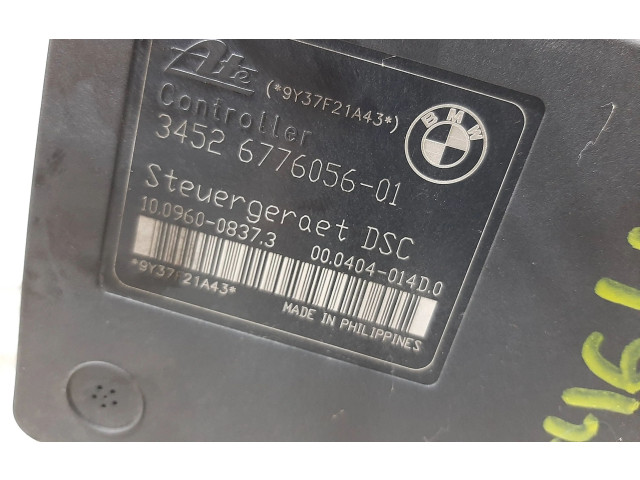 Ate (*9Y37F21A43*)
BMW
Controller
3452 6776056-01
Steuergeraet DSC
10.0960-0837.3 00.0404-014D.0
*9Y37F21A43*
MADE IN PHILIPPINES